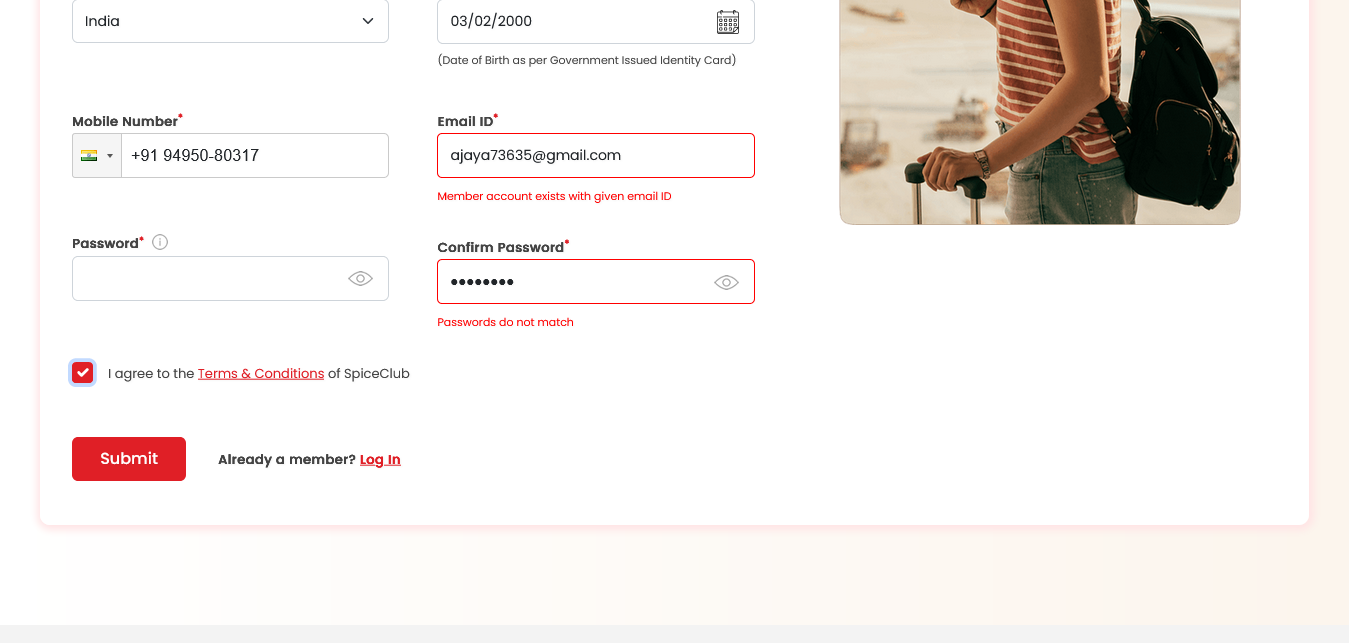 India
03/02/2000
(Date of Birth as per Government Issued Identity Card)
Mobile Number*
Email ID*
+91 94950-80317
ajaya73635@gmail.com
Member account exists with given email ID
Password*
Confirm Password*
••••••••
Passwords do not match
I agree to the Terms & Conditions of SpiceClub
Submit
Already a member? Log In